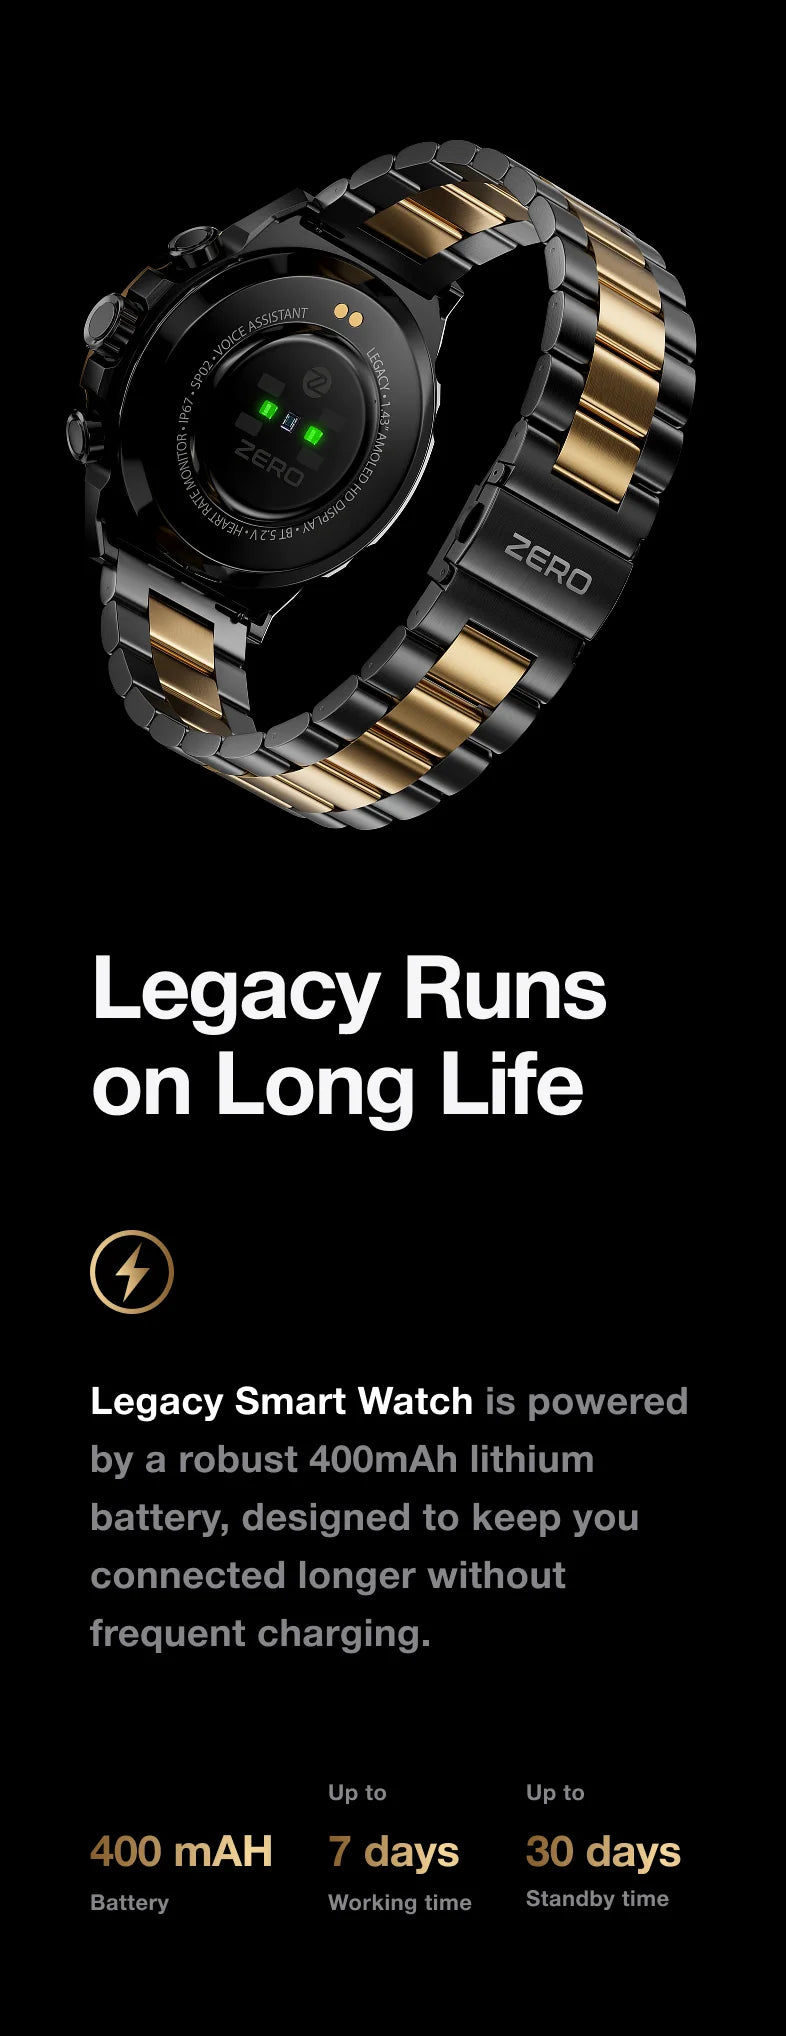 LEGACY • 1.43" AMOLED HD DISPLAY • BT 5.2 V • HEART RATE MONITOR • IP67 • SP02 • VOICE ASSISTANT
ZERO
ZERO
Legacy Runs
on Long Life
Legacy Smart Watch is powered
by a robust 400mAh lithium
battery, designed to keep you
connected longer without
frequent charging.
Up to
Up to
400 mAH
7 days
30 days
Battery
Working time
Standby time